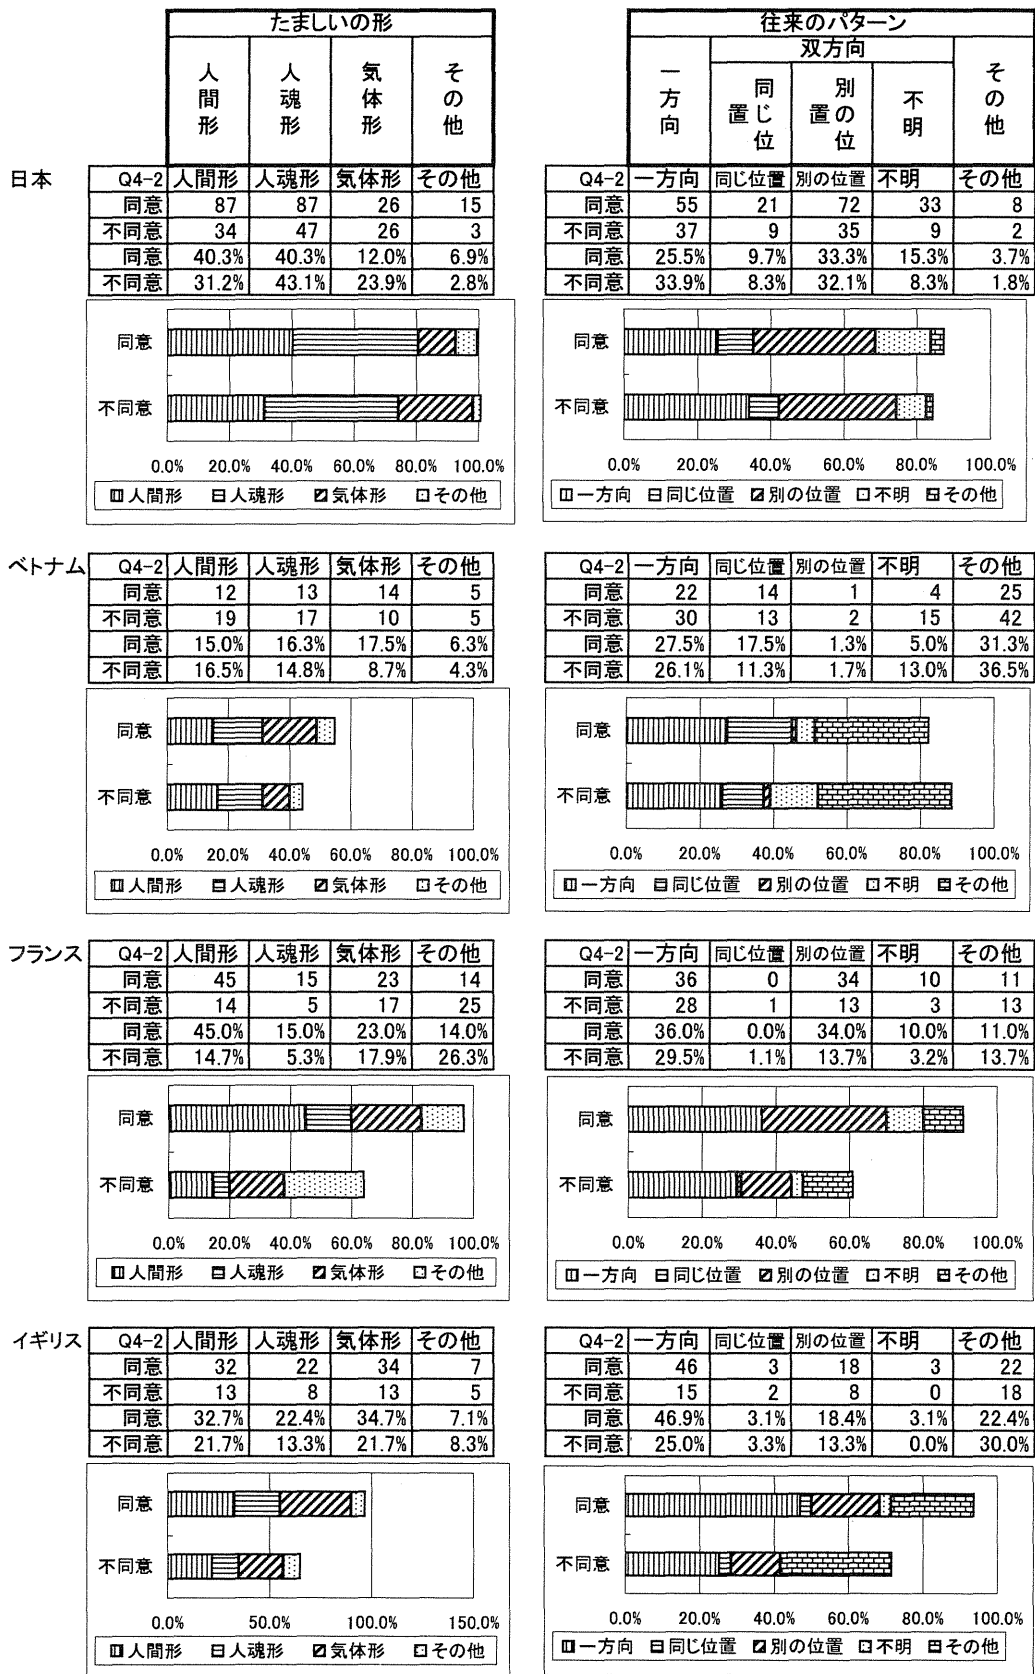 たましいの形
人間形 人魂形 気体形 その他
往来のパターン
双方向
一方向 同じ位置 別の位置 不明 その他
日本
Q4-2 人間形 人魂形 気体形 その他
同意 87 87 26 15
不同意 34 47 26 3
同意 40.3% 40.3% 12.0% 6.9%
不同意 31.2% 43.1% 23.9% 2.8%
Q4-2 一方向 同じ位置 別の位置 不明 その他
同意 55 21 72 33 8
不同意 37 9 35 9 2
同意 25.5% 9.7% 33.3% 15.3% 3.7%
不同意 33.9% 8.3% 32.1% 8.3% 1.8%
同意
不同意
0.0% 20.0% 40.0% 60.0% 80.0% 100.0%
人間形 人魂形 気体形 その他
同意
不同意
0.0% 20.0% 40.0% 60.0% 80.0% 100.0%
一方向 同じ位置 別の位置 不明 その他
ベトナム
Q4-2 人間形 人魂形 気体形 その他
同意 12 13 14 5
不同意 19 17 10 5
同意 15.0% 16.3% 17.5% 6.3%
不同意 16.5% 14.8% 8.7% 4.3%
Q4-2 一方向 同じ位置 別の位置 不明 その他
同意 22 14 1 4 25
不同意 30 13 2 15 42
同意 27.5% 17.5% 1.3% 5.0% 31.3%
不同意 26.1% 11.3% 1.7% 13.0% 36.5%
同意
不同意
0.0% 20.0% 40.0% 60.0% 80.0% 100.0%
人間形 人魂形 気体形 その他
同意
不同意
0.0% 20.0% 40.0% 60.0% 80.0% 100.0%
一方向 同じ位置 別の位置 不明 その他
フランス
Q4-2 人間形 人魂形 気体形 その他
同意 45 15 23 14
不同意 14 5 17 25
同意 45.0% 15.0% 23.0% 14.0%
不同意 14.7% 5.3% 17.9% 26.3%
Q4-2 一方向 同じ位置 別の位置 不明 その他
同意 36 0 34 10 11
不同意 28 1 13 3 13
同意 36.0% 0.0% 34.0% 10.0% 11.0%
不同意 29.5% 1.1% 13.7% 3.2% 13.7%
同意
不同意
0.0% 20.0% 40.0% 60.0% 80.0% 100.0%
人間形 人魂形 気体形 その他
同意
不同意
0.0% 20.0% 40.0% 60.0% 80.0% 100.0%
一方向 同じ位置 別の位置 不明 その他
イギリス
Q4-2 人間形 人魂形 気体形 その他
同意 32 22 34 7
不同意 13 8 13 5
同意 32.7% 22.4% 34.7% 7.1%
不同意 21.7% 13.3% 21.7% 8.3%
Q4-2 一方向 同じ位置 別の位置 不明 その他
同意 46 3 18 3 22
不同意 15 2 8 0 18
同意 46.9% 3.1% 18.4% 3.1% 22.4%
不同意 25.0% 3.3% 13.3% 0.0% 30.0%
同意
不同意
0.0% 50.0% 100.0% 150.0%
人間形 人魂形 気体形 その他
同意
不同意
0.0% 20.0% 40.0% 60.0% 80.0% 100.0%
一方向 同じ位置 別の位置 不明 その他